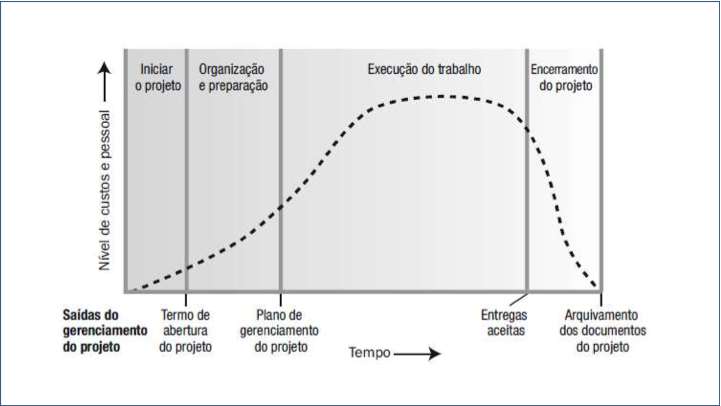 Iniciar
o projeto
Organização
e preparação
Execução do trabalho
Encerramento
do projeto
Nível de custos e pessoal
Saídas do
gerenciamento
do projeto
Termo de
abertura
do projeto
Plano de
gerenciamento
do projeto
Tempo
Entregas
aceitas
Arquivamento
dos documentos
do projeto